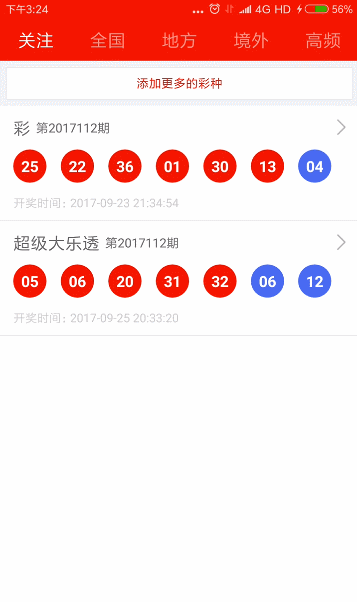 下午3:24 ... 4G HD 56%
关注 全国 地方 境外 高频
添加更多的彩种
彩 第2017112期
25 22 36 01 30 13 04
开奖时间：2017-09-23 21:34:54
超级大乐透 第2017112期
05 06 20 31 32 06 12
开奖时间：2017-09-25 20:33:20